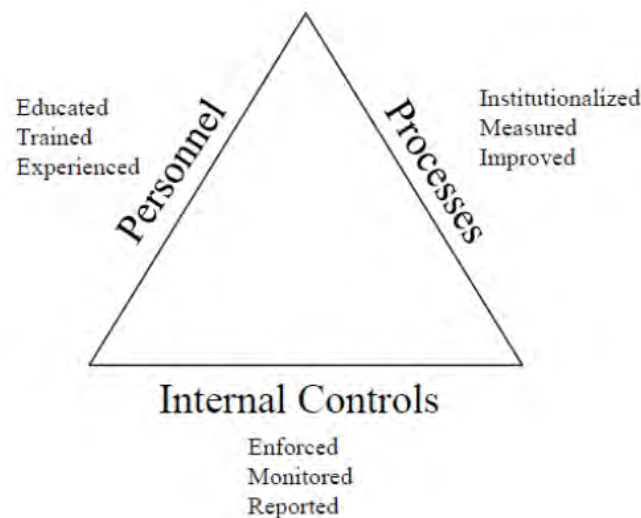 Educated
Trained
Experienced
Personnel
Processes
Institutionalized
Measured
Improved
Internal Controls
Enforced
Monitored
Reported